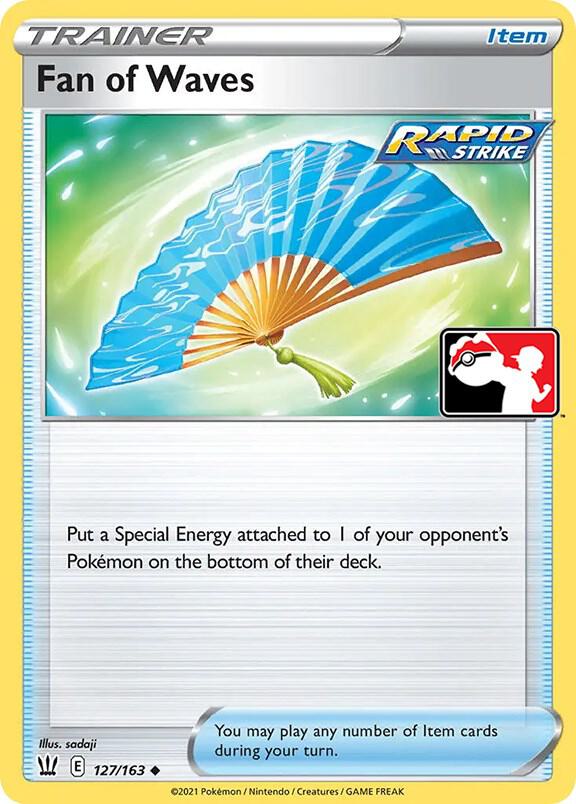 TRAINER
Item
Fan of Waves
RAPID
STRIKE
™
Put a Special Energy attached to 1 of your opponent's
Pokémon on the bottom of their deck.
You may play any number of Item cards
during your turn.
Illus. sadaji
E 127/163 ◆
©2021 Pokémon / Nintendo / Creatures / GAME FREAK